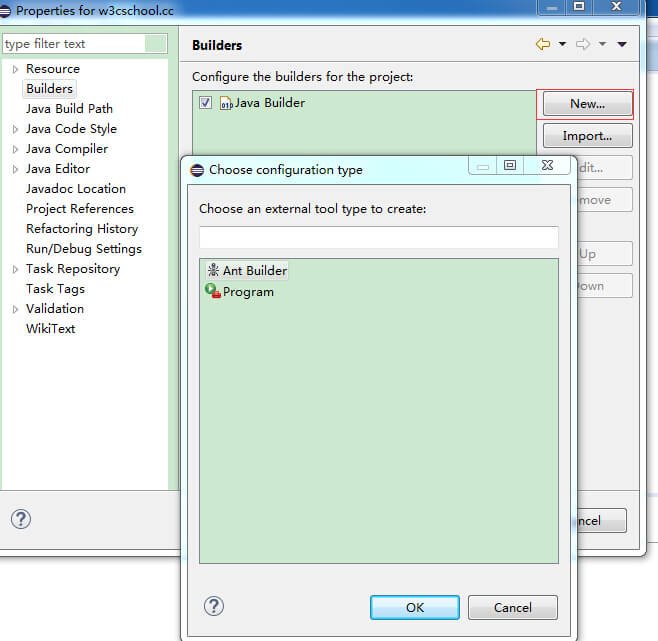 Properties for w3cschool.cc
type filter text
Resource
Builders
Java Build Path
Java Code Style
Java Compiler
Java Editor
Javadoc Location
Project References
Refactoring History
Run/Debug Settings
Task Repository
Task Tags
Validation
WikiText
Builders
Configure the builders for the project:
Java Builder
New...
Import...
dit...
move
Up
Down
ncel
Choose configuration type
Choose an external tool type to create:
Ant Builder
Program
OK
Cancel